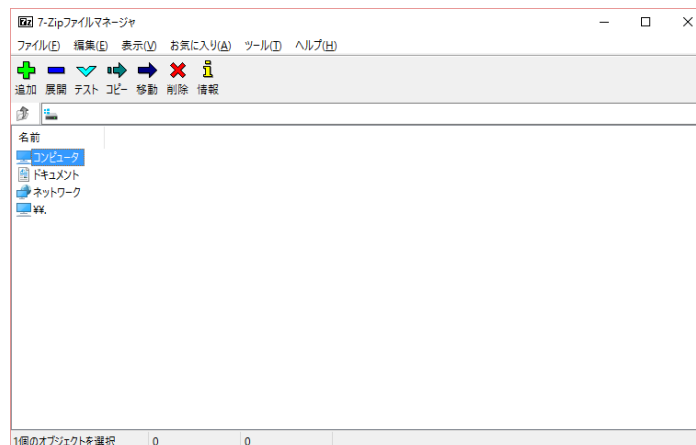 7z 7-Zipファイルマネージャ
ファイル(F) 編集(E) 表示(V) お気に入り(A) ツール(T) ヘルプ(H)
追加 展開 テスト コピー 移動 削除 情報
名前
コンピュータ
ドキュメント
ネットワーク
¥¥.
1個のオブジェクトを選択 0 0